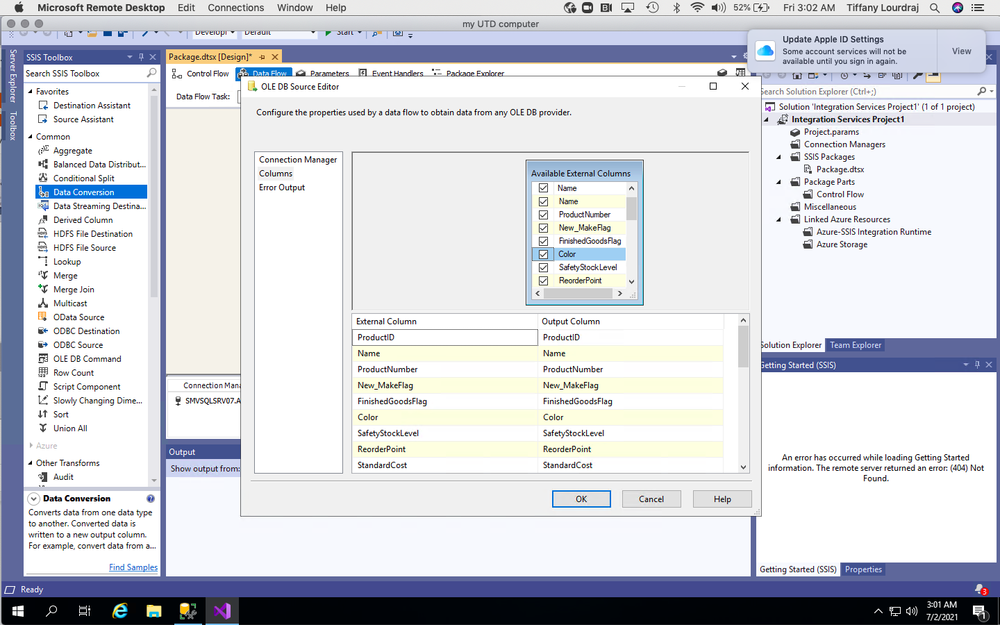 Microsoft Remote Desktop Edit Connections Window Help
52% Fri 3:02 AM Tiffany Lourdraj
my UTD computer
Default
Start
Update Apple ID Settings
Some account services will not be
available until you sign in again.
View
Server Explorer
Toolbox
SSIS Toolbox
Search SSIS Toolbox
Favorites
Destination Assistant
Source Assistant
Common
Aggregate
Balanced Data Distribut...
Conditional Split
Data Conversion
Data Streaming Destina...
Derived Column
HDFS File Destination
HDFS File Source
Lookup
Merge
Merge Join
Multicast
OData Source
ODBC Destination
ODBC Source
OLE DB Command
Row Count
Script Component
Slowly Changing Dime...
Sort
Union All
Azure
Other Transforms
Audit
Data Conversion
Converts data from one data type
to another. Converted data is
written to a new output column.
For example, convert data from a...
Find Samples
Package.dtsx [Design]*
Control Flow
Data Flow
Parameters
Event Handlers
Package Explorer
Data Flow Task:
Connection Mana
SMVSQLSRV07.A
Output
Show output from:
OLE DB Source Editor
Configure the properties used by a data flow to obtain data from any OLE DB provider.
Connection Manager
Columns
Error Output
Available External Columns
Name
Name
ProductNumber
New_MakeFlag
FinishedGoodsFlag
Color
SafetyStockLevel
ReorderPoint
External Column Output Column
ProductID ProductID
Name Name
ProductNumber ProductNumber
New_MakeFlag New_MakeFlag
FinishedGoodsFlag FinishedGoodsFlag
Color Color
SafetyStockLevel SafetyStockLevel
ReorderPoint ReorderPoint
StandardCost StandardCost
OK Cancel Help
Search Solution Explorer (Ctrl+;)
Solution 'Integration Services Project1' (1 of 1 project)
Integration Services Project1
Project.params
Connection Managers
SSIS Packages
Package.dtsx
Package Parts
Control Flow
Miscellaneous
Linked Azure Resources
Azure-SSIS Integration Runtime
Azure Storage
Solution Explorer Team Explorer
Getting Started (SSIS)
An error has occurred while loading Getting Started
information. The remote server returned an error: (404) Not
Found.
Getting Started (SSIS) Properties
Ready
3
3:01 AM
7/2/2021
1